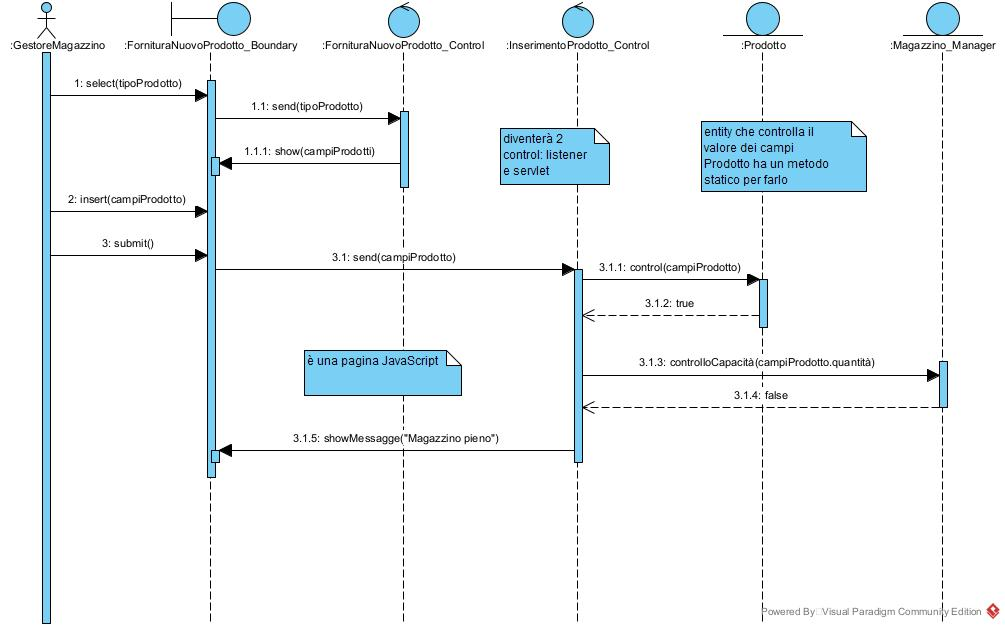 :GestoreMagazzino
:FornituraNuovoProdotto_Boundary
:FornituraNuovoProdotto_Control
:InserimentoProdotto_Control
:Prodotto
:Magazzino_Manager
1: select(tipoProdotto)
1.1: send(tipoProdotto)
diventerà 2
control: listener
e servlet
entity che controlla il
valore dei campi
Prodotto ha un metodo
statico per farlo
1.1.1: show(campiProdotti)
2: insert(campiProdotto)
3: submit()
3.1: send(campiProdotto)
3.1.1: control(campiProdotto)
3.1.2: true
è una pagina JavaScript
3.1.3: controlloCapacità(campiProdotto.quantità)
3.1.4: false
3.1.5: showMessagge("Magazzino pieno")
Powered By Visual Paradigm Community Edition